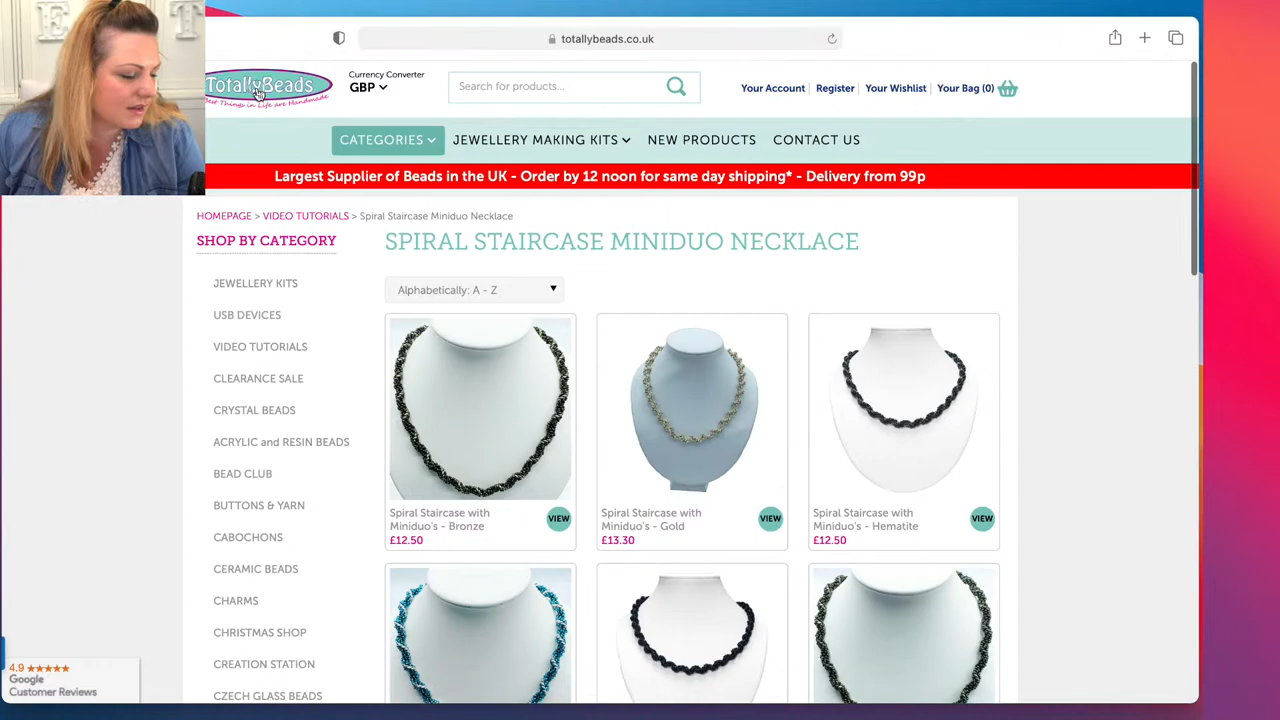 E T
totallybeads.co.uk
TotallyBeads
Best Things in Life are Handmade
Currency Converter
GBP
Search for products...
Your Account
Register
Your Wishlist
Your Bag (0)
CATEGORIES
JEWELLERY MAKING KITS
NEW PRODUCTS
CONTACT US
Largest Supplier of Beads in the UK - Order by 12 noon for same day shipping* - Delivery from 99p
HOMEPAGE > VIDEO TUTORIALS > Spiral Staircase Miniduo Necklace
SHOP BY CATEGORY
JEWELLERY KITS
USB DEVICES
VIDEO TUTORIALS
CLEARANCE SALE
CRYSTAL BEADS
ACRYLIC and RESIN BEADS
BEAD CLUB
BUTTONS & YARN
CABOCHONS
CERAMIC BEADS
CHARMS
CHRISTMAS SHOP
CREATION STATION
CZECH GLASS BEADS
SPIRAL STAIRCASE MINIDUO NECKLACE
Alphabetically: A - Z
Spiral Staircase with
Miniduo's - Bronze
£12.50
VIEW
Spiral Staircase with
Miniduo's - Gold
£13.30
VIEW
Spiral Staircase with
Miniduo's - Hematite
£12.50
VIEW
4.9 ★★★★★
Google
Customer Reviews